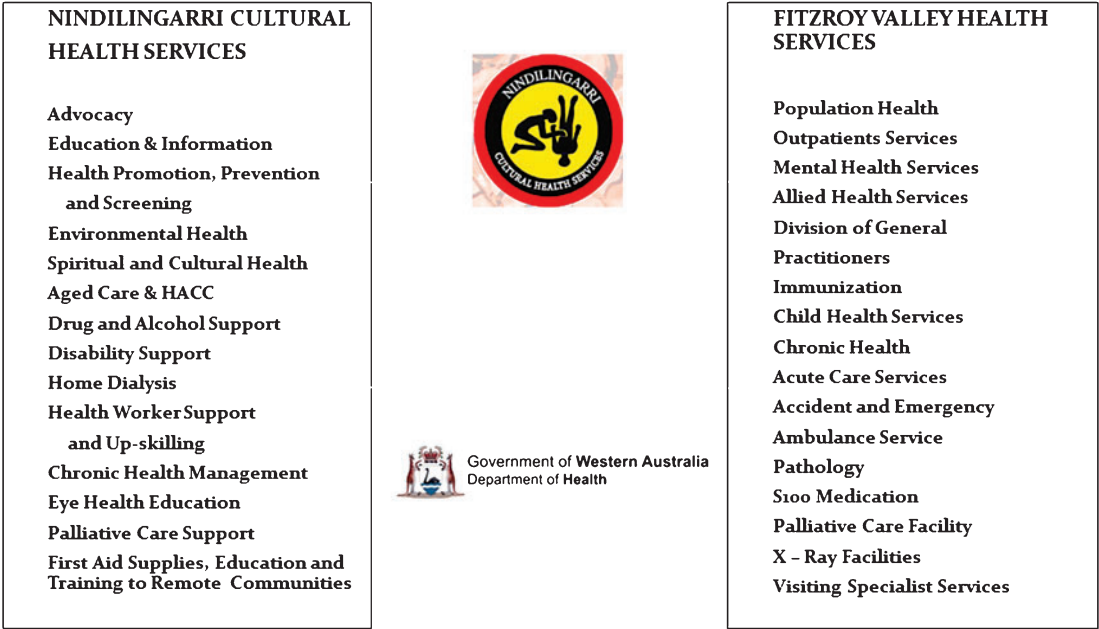 NINDILINGARRI CULTURAL
HEALTH SERVICES
Advocacy
Education & Information
Health Promotion, Prevention
and Screening
Environmental Health
Spiritual and Cultural Health
Aged Care & HACC
Drug and Alcohol Support
Disability Support
Home Dialysis
Health Worker Support
and Up-skilling
Chronic Health Management
Eye Health Education
Palliative Care Support
First Aid Supplies, Education and
Training to Remote Communities
NINDILINGARRI
CULTURAL HEALTH SERVICES
Government of Western Australia
Department of Health
FITZROY VALLEY HEALTH
SERVICES
Population Health
Outpatients Services
Mental Health Services
Allied Health Services
Division of General
Practitioners
Immunization
Child Health Services
Chronic Health
Acute Care Services
Accident and Emergency
Ambulance Service
Pathology
S100 Medication
Palliative Care Facility
X – Ray Facilities
Visiting Specialist Services